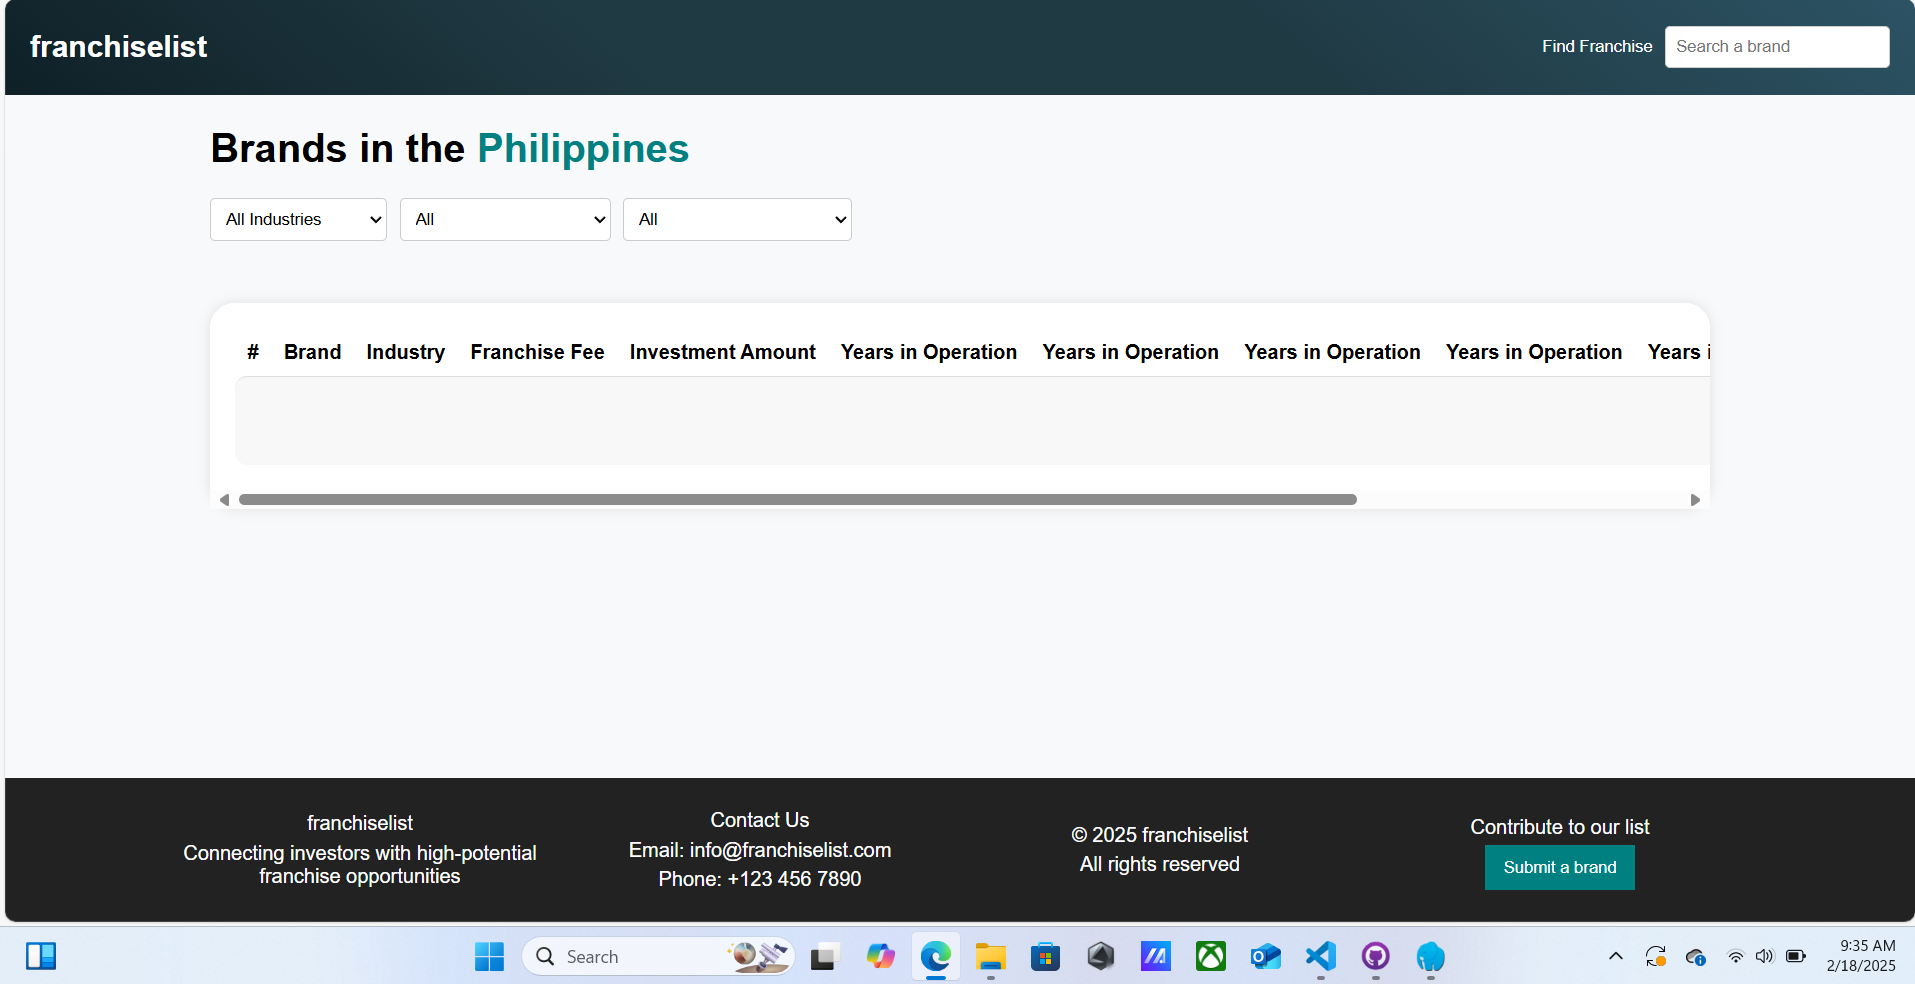 franchiselist
Find Franchise
Search a brand
Brands in the Philippines
All Industries
All
All
# Brand Industry Franchise Fee Investment Amount Years in Operation Years in Operation Years in Operation Years in Operation Years i
franchiselist
Connecting investors with high-potential
franchise opportunities
Contact Us
Email: info@franchiselist.com
Phone: +123 456 7890
© 2025 franchiselist
All rights reserved
Contribute to our list
Submit a brand
Search
9:35 AM
2/18/2025